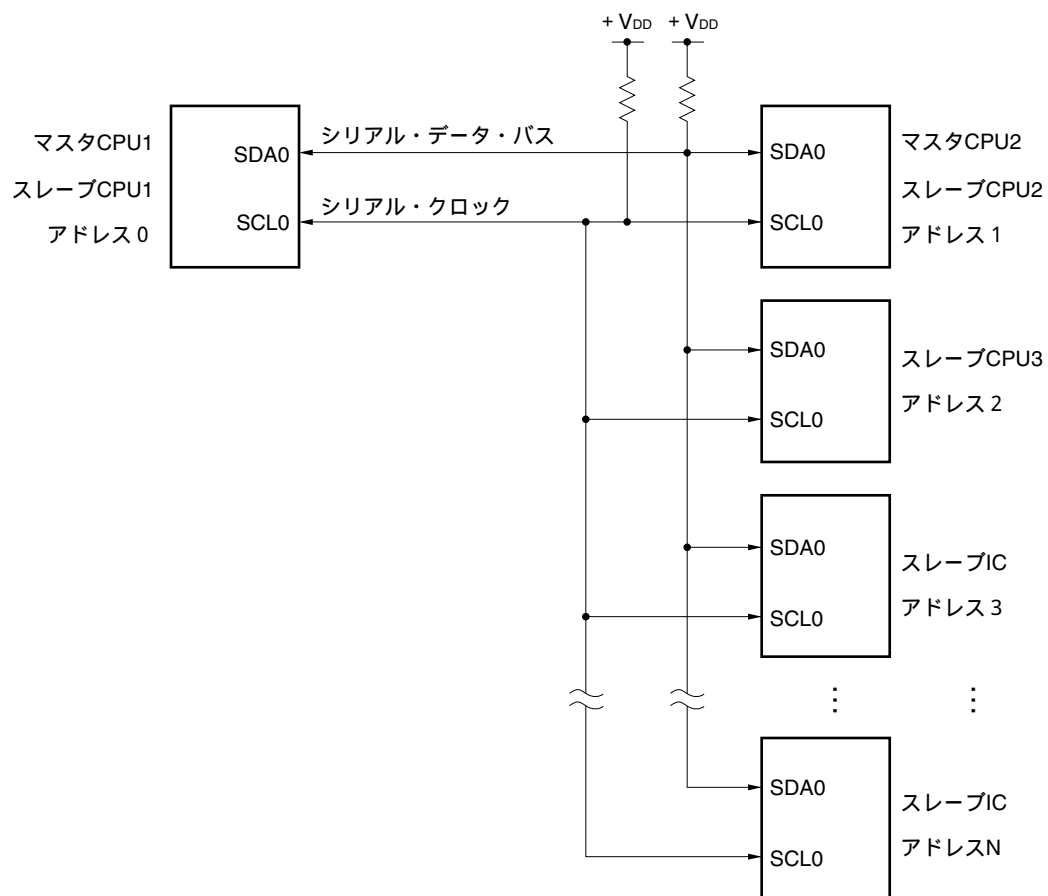 + VDD + VDD
マスタCPU1
スレーブCPU1
アドレス 0
SDA0
SCL0
シリアル・データ・バス
シリアル・クロック
SDA0
SCL0
マスタCPU2
スレーブCPU2
アドレス 1
SDA0
SCL0
スレーブCPU3
アドレス 2
SDA0
SCL0
スレーブIC
アドレス 3
SDA0
SCL0
スレーブIC
アドレスN